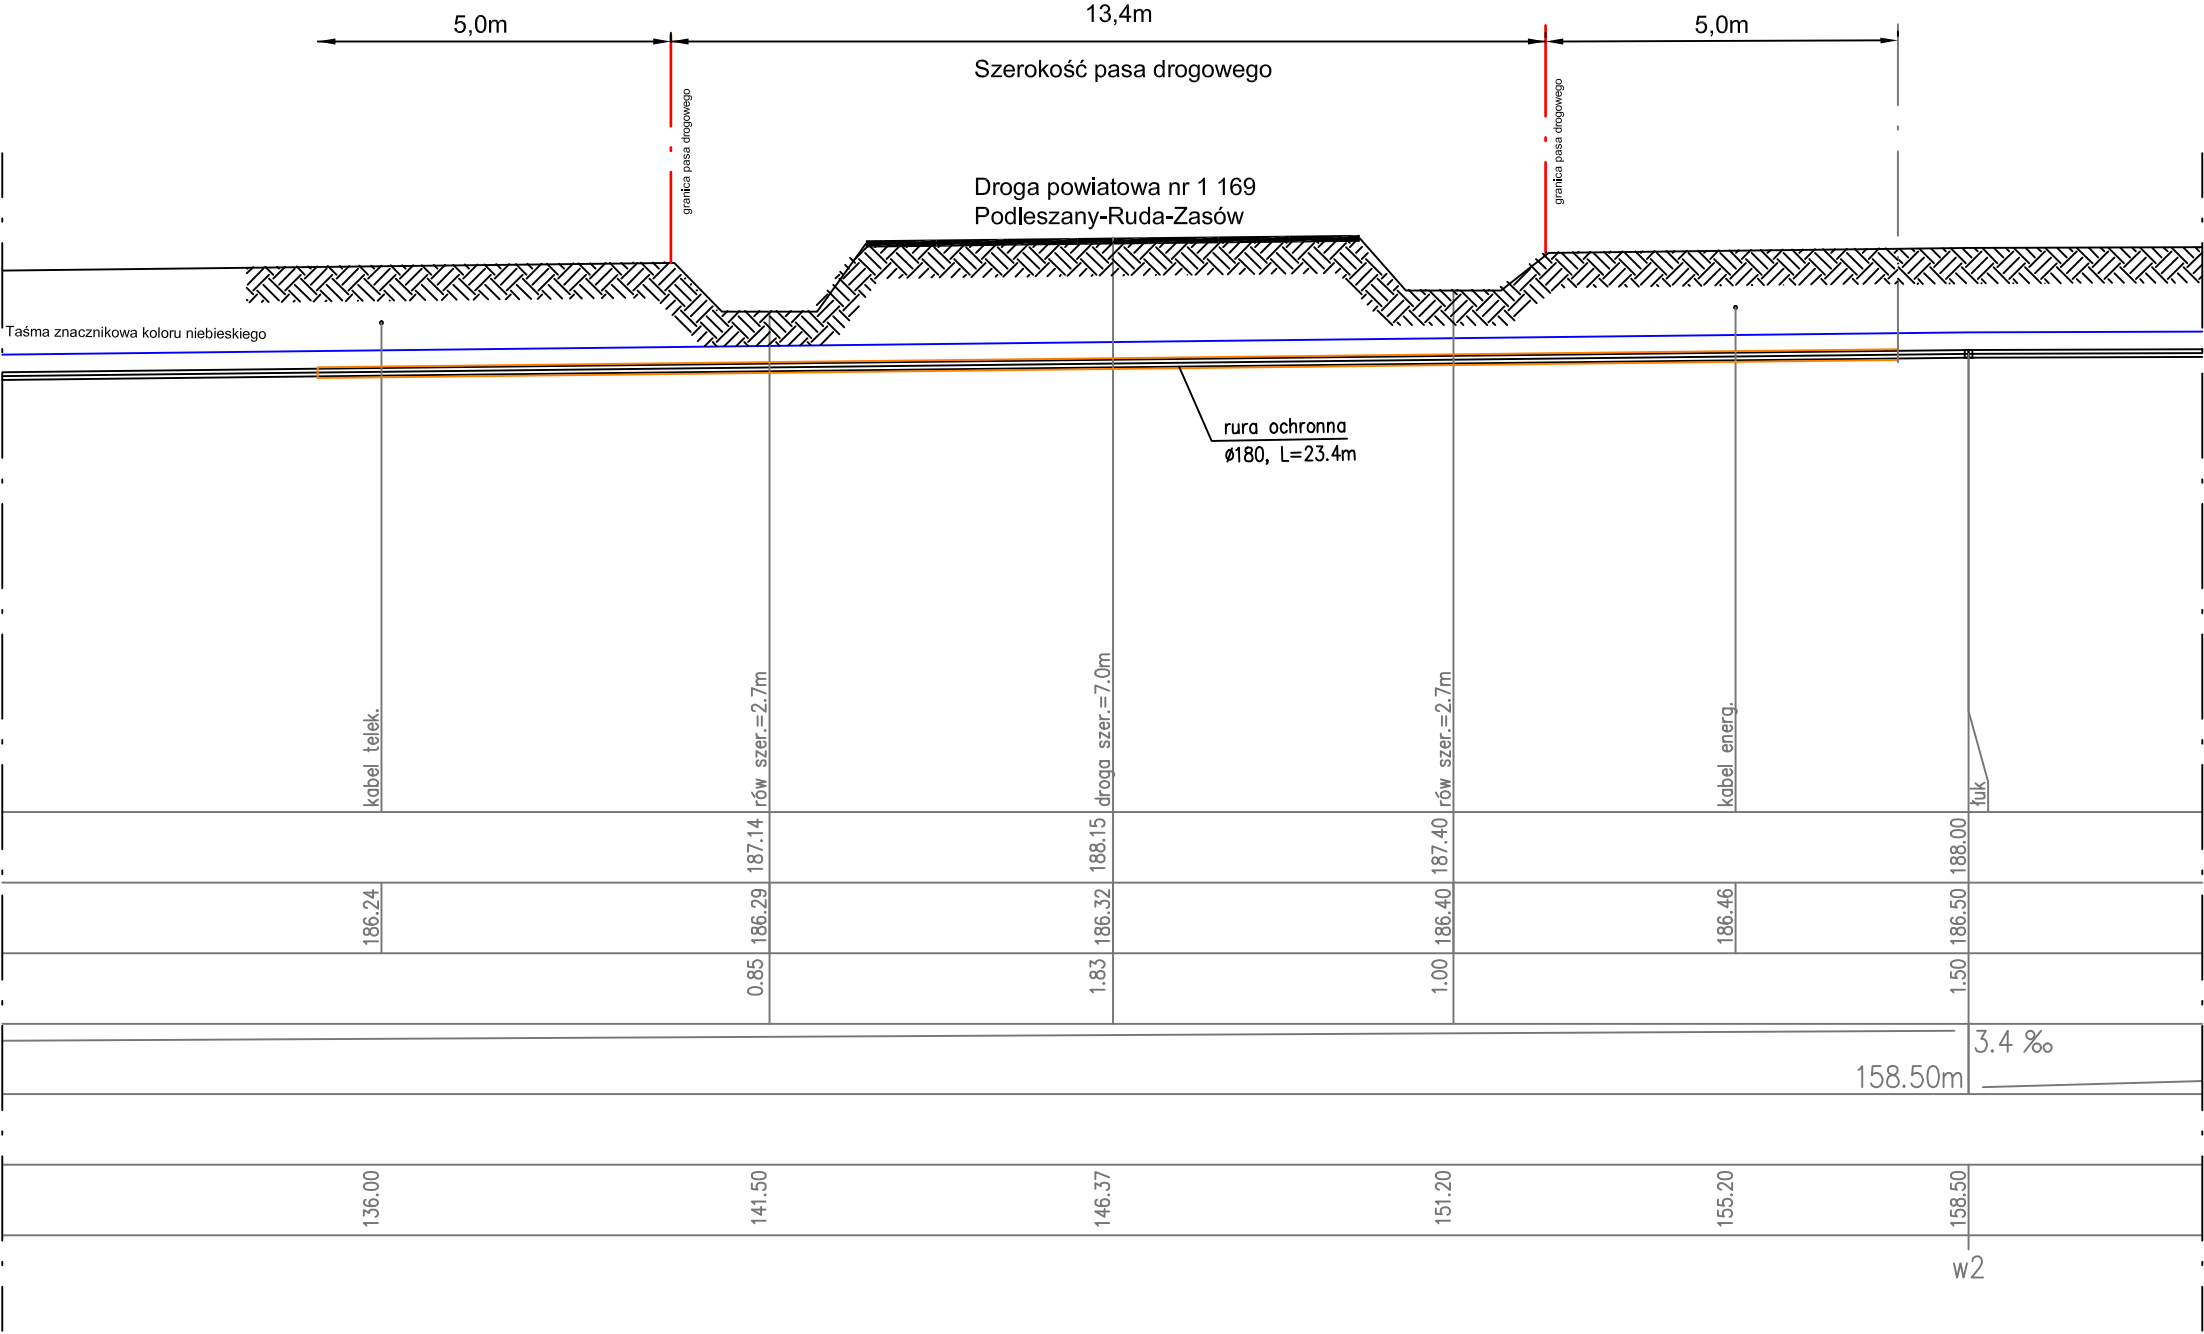 5,0m
13,4m
5,0m
Szerokość pasa drogowego
granica pasa drogowego
granica pasa drogowego
Droga powiatowa nr 1 169
Podleszany-Ruda-Zasów
Taśma znacznikowa koloru niebieskiego
rura ochronna
ø180, L=23.4m
kabel telek.
rów szer.=2.7m
droga szer.=7.0m
rów szer.=2.7m
kabel energ.
łuk
187.14
188.15
187.40
188.00
186.24
186.29
186.32
186.40
186.46
186.50
0.85
1.83
1.00
1.50
3.4 ‰
158.50m
136.00
141.50
146.37
151.20
155.20
158.50
w2